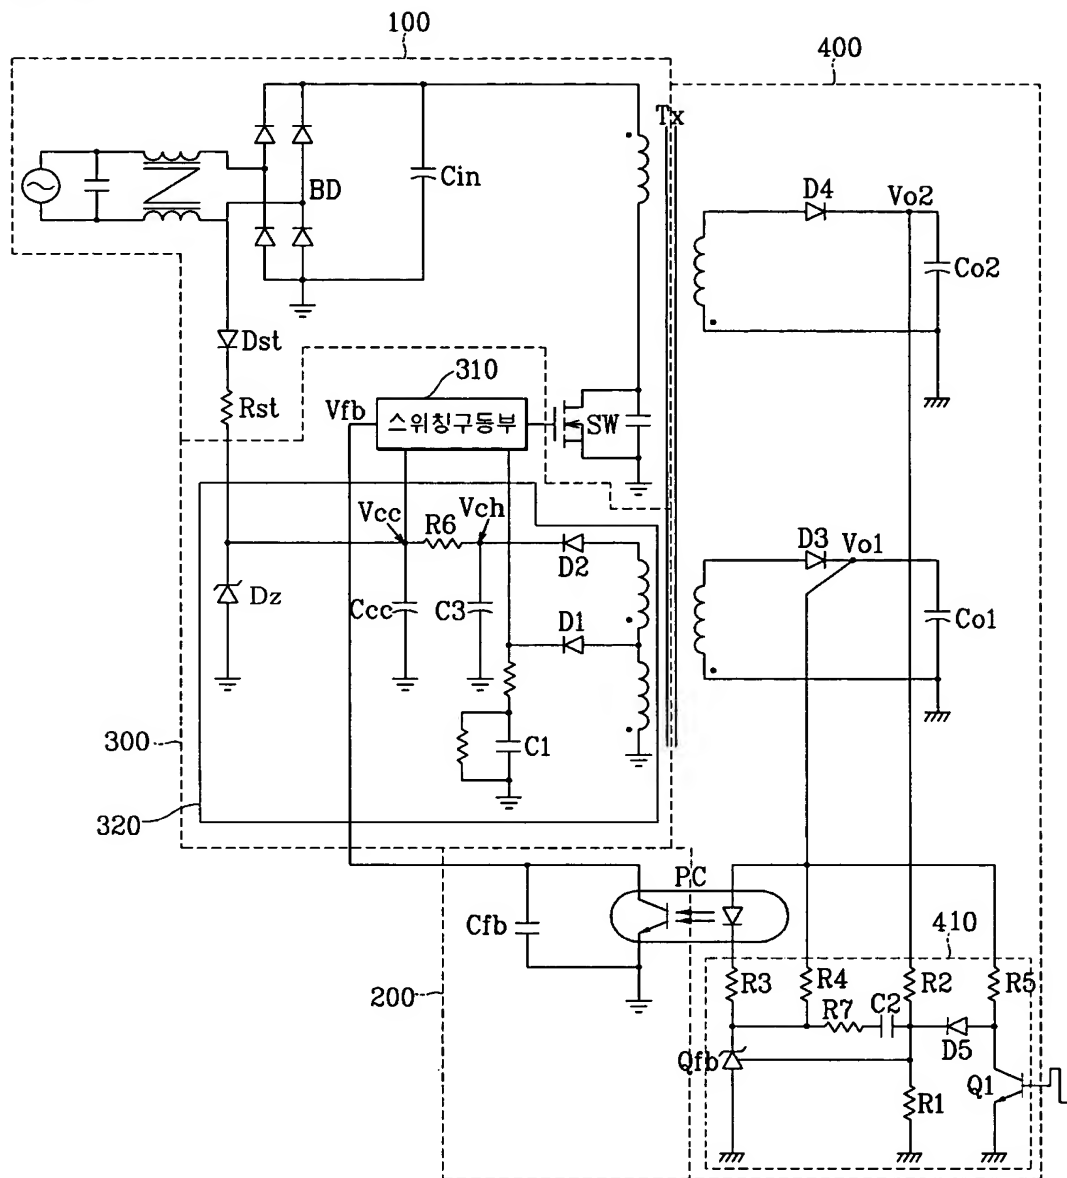 100
400
Tx
BD
Cin
D4
Vo2
Co2
Dst
Rst
310
Vfb
스위칭구동부
SW
Vcc
R6
Vch
D2
D3
Vo1
Dz
Ccc
C3
D1
Co1
C1
300
320
PC
Cfb
410
200
R3
R4
R2
R5
R7
C2
D5
Qfb
R1
Q1